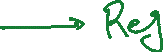 → Reg